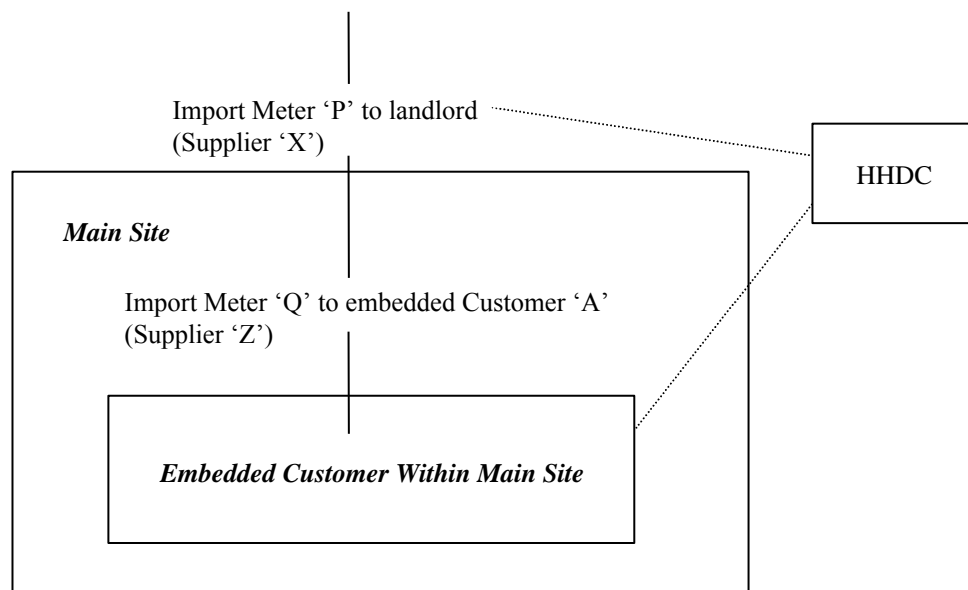 Import Meter ‘P’ to landlord
(Supplier ‘X’)
HHDC
Main Site
Import Meter ‘Q’ to embedded Customer ‘A’
(Supplier ‘Z’)
Embedded Customer Within Main Site